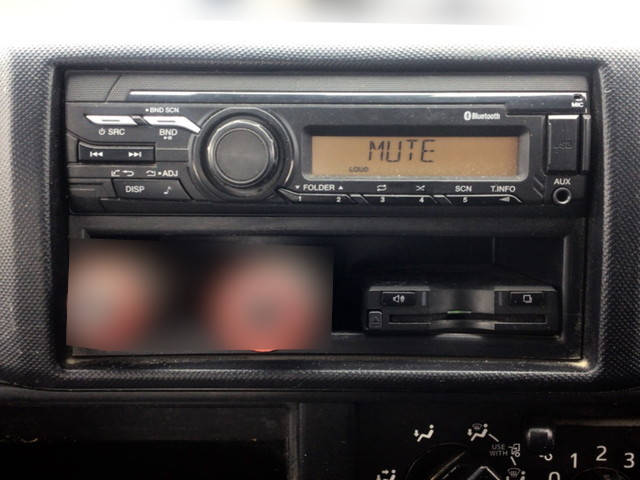 Bluetooth
MIC
BND SCN
SRC
BND
USB
MUTE
LOUD
ADJ
DISP
FOLDER
SCN
T.INFO
AUX
1 2 3 4 5
USE
WITH
0 1 2 3